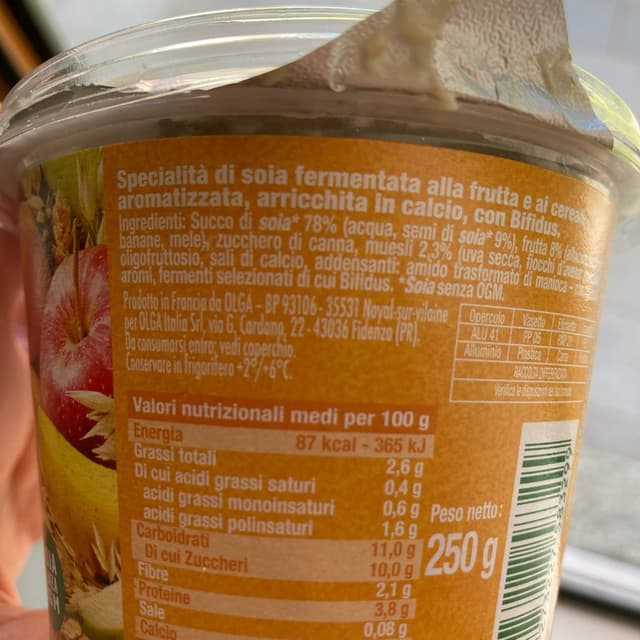 Specialità di soia fermentata alla frutta e ai cereali
aromatizzata, arricchita in calcio, con Bifidus.
Ingredienti: Succo di soia* 78% (acqua, semi di soia* 9%), frutta 8%
banane, mele), zucchero di canna, muesli 2,3% (uva secca, fiocchi
oligofruttosio, sali di calcio, addensanti: amido trasformato di manioca -
aromi, fermenti selezionati di cui Bifidus. *Soia senza OGM.
Prodotto in Francia da OLGA - BP 93106 - 35531 Noyal-sur-vilaine
per OLGA Italia Srl, via G. Cardano, 22 - 43036 Fidenza (PR)
Da consumarsi entro: vedi coperchio.
Conservare in frigorifero +2°/+6°C.
Opercolo Vasetto
ALU 41 PP 05
Alluminio Plastica Carta
RACCOLTA DIFFERENZIATA
Verifica le disposizioni del tuo Comune
Valori nutrizionali medi per 100 g
Energia 87 kcal - 365 kJ
Grassi totali 2,6 g
Di cui acidi grassi saturi 0,4 g
acidi grassi monoinsaturi 0,6 g
acidi grassi polinsaturi 1,6 g
Carboidrati 11,0 g
Di cui Zuccheri 10,0 g
Fibre 2,1 g
Proteine 3,8 g
Sale 0,08 g
Calcio
Peso netto:
250 g